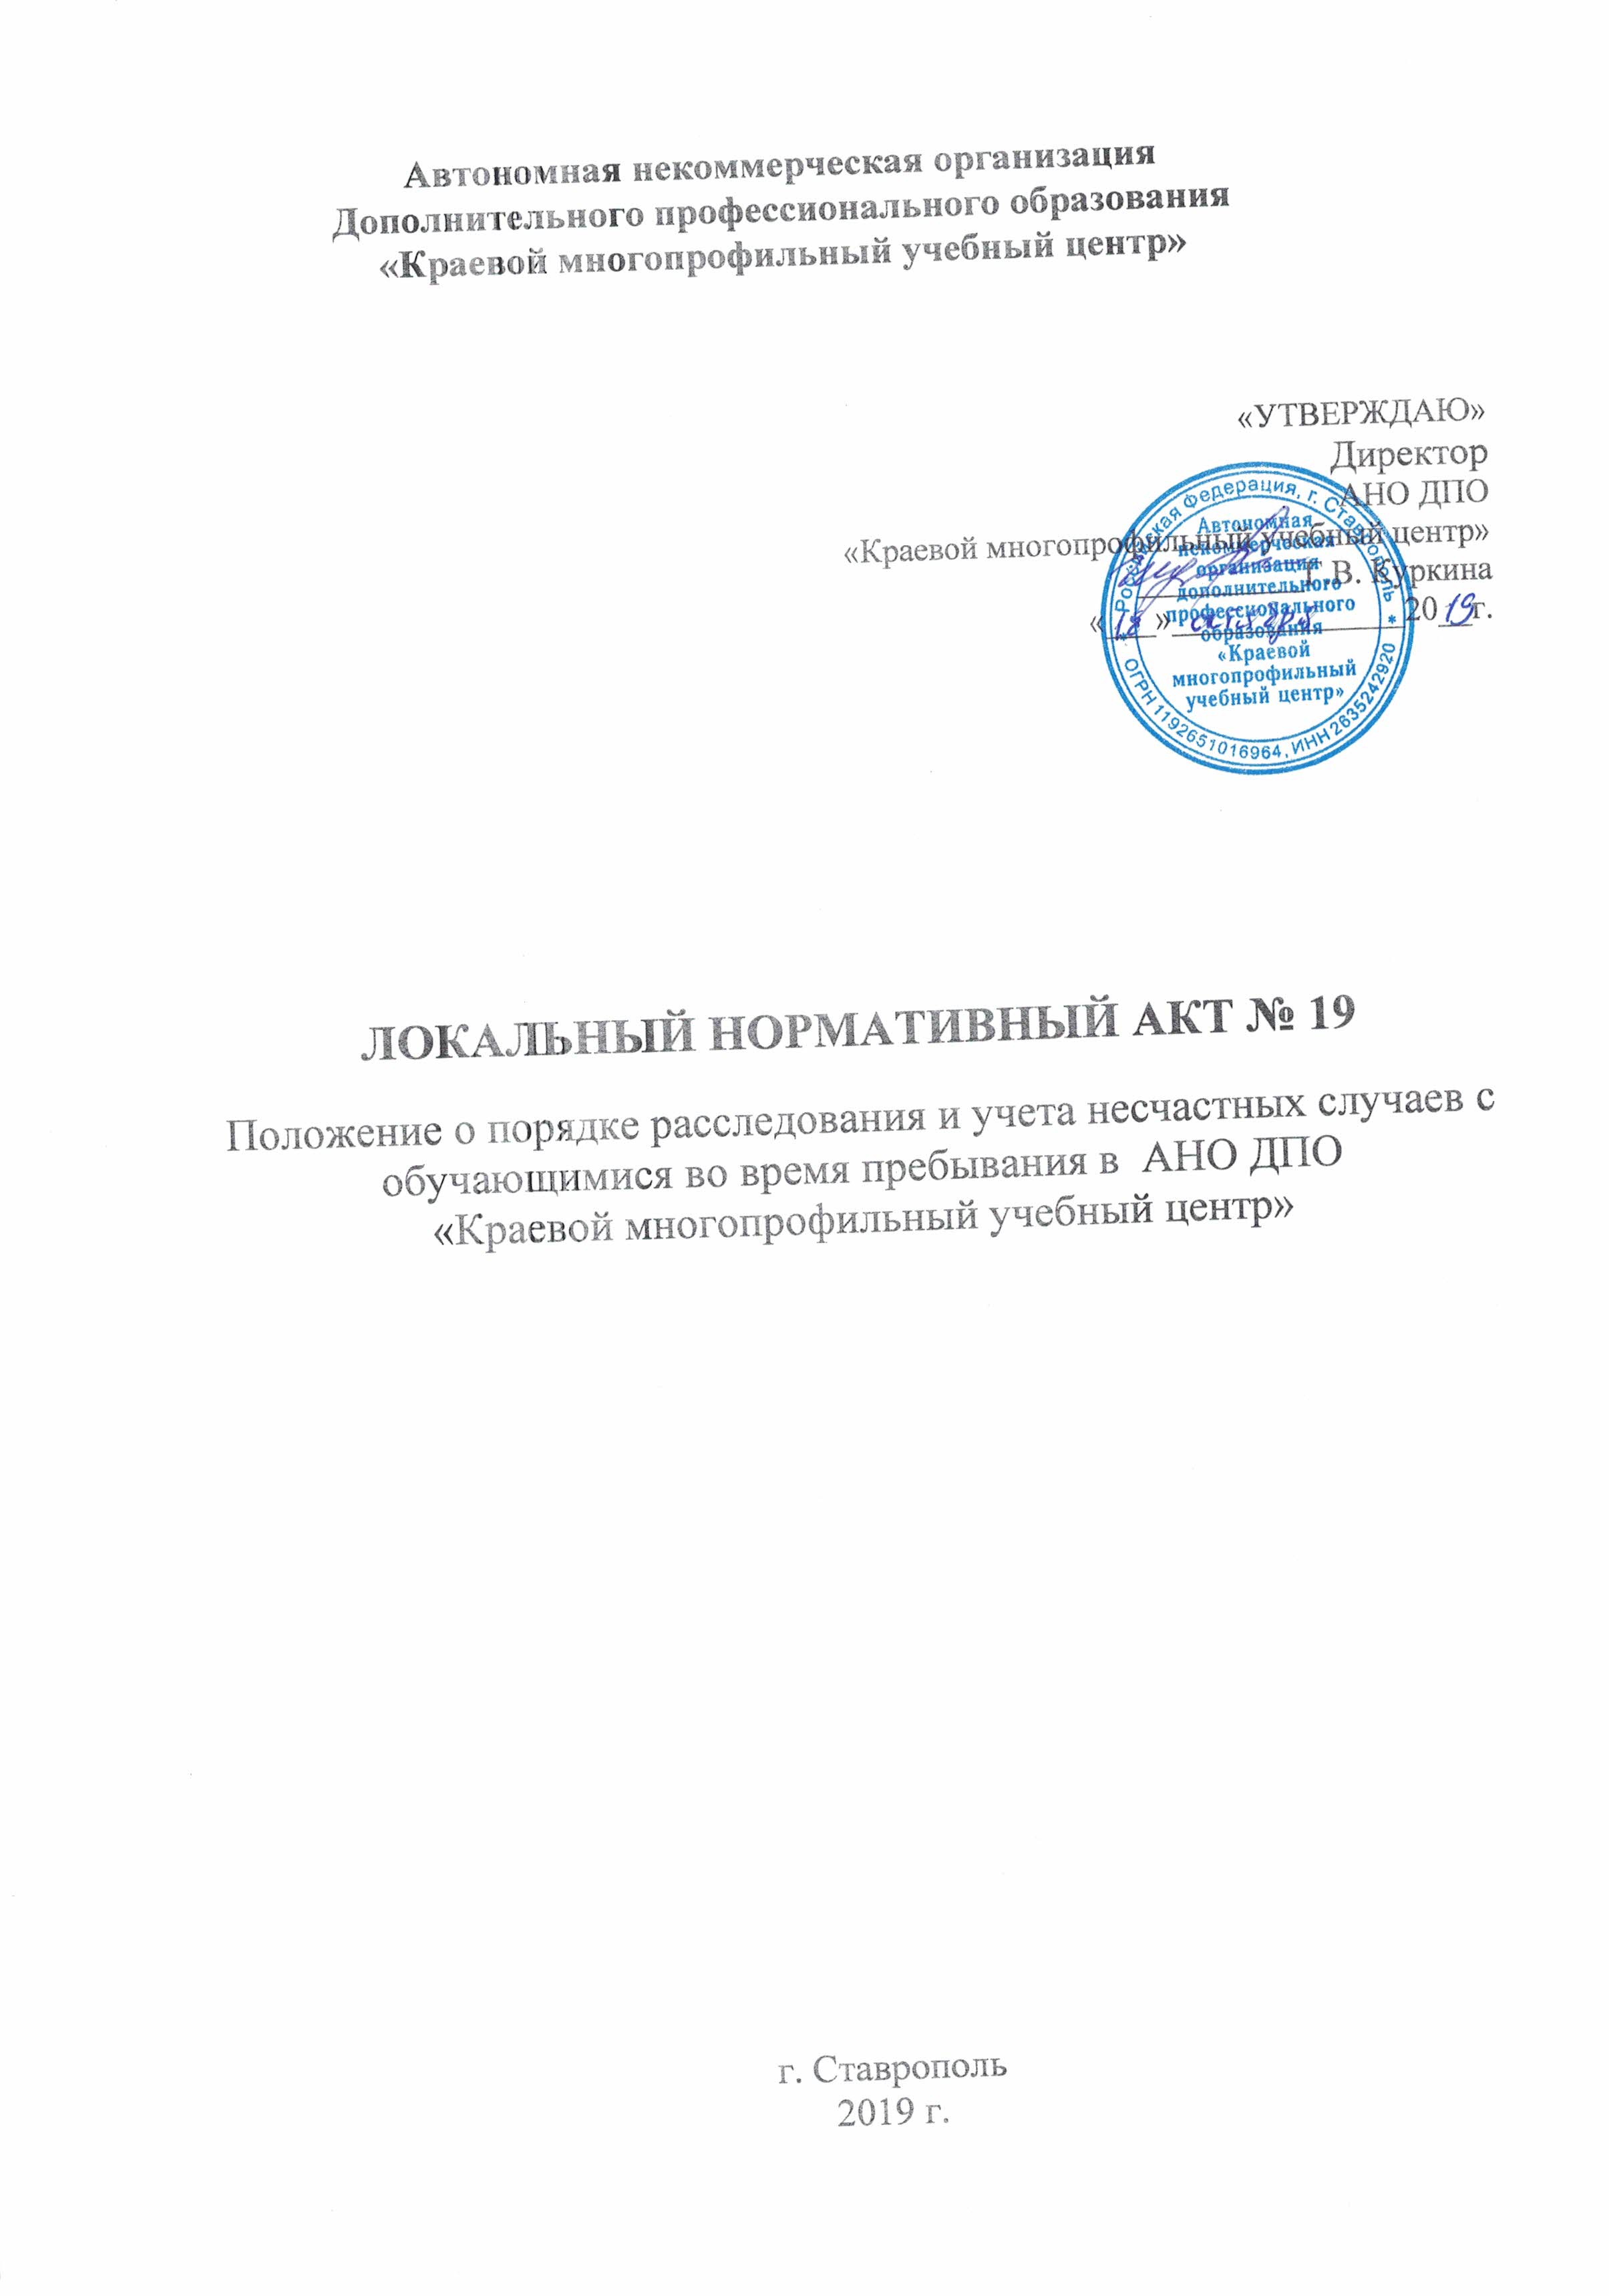 Автономная некоммерческая организация
Дополнительного профессионального образования
«Краевой многопрофильный учебный центр»
«УТВЕРЖДАЮ»
Директор
АНО ДПО
«Краевой многопрофильный учебный центр»
Г.В. Куркина
«18» октября 2019г.
Российская Федерация, г. Ставрополь
Автономная
некоммерческая
организация
дополнительного
профессионального
образования
«Краевой
многопрофильный
учебный центр»
* ОГРН 1192651016964, ИНН 2635242920 *
ЛОКАЛЬНЫЙ НОРМАТИВНЫЙ АКТ № 19
Положение о порядке расследования и учета несчастных случаев с
обучающимися во время пребывания в АНО ДПО
«Краевой многопрофильный учебный центр»
г. Ставрополь
2019 г.